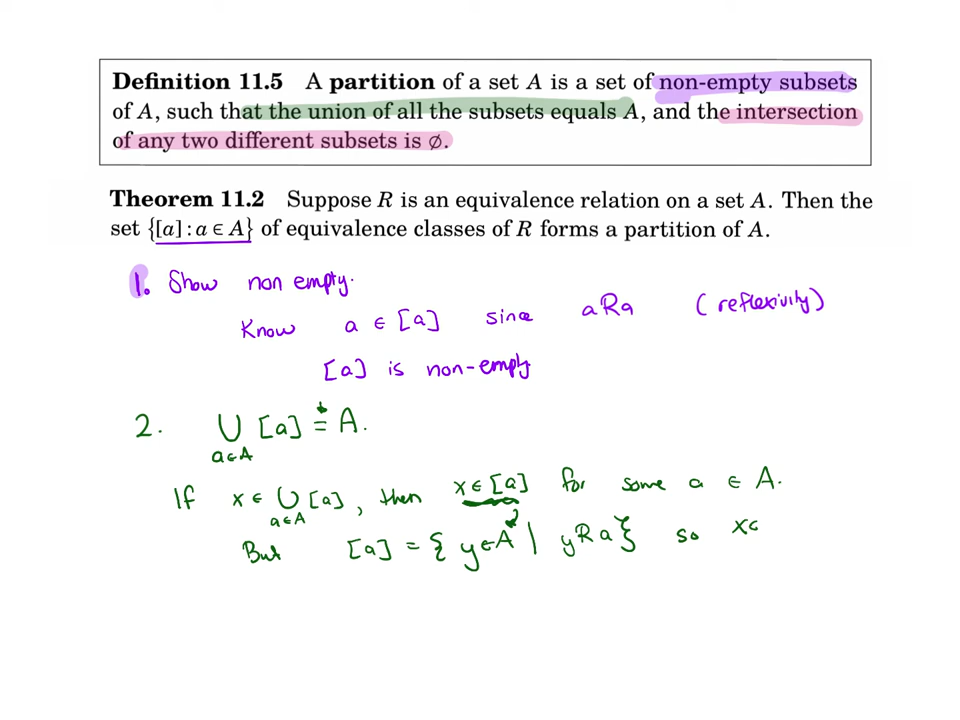 Definition 11.5 A partition of a set A is a set of non-empty subsets
of A, such that the union of all the subsets equals A, and the intersection
of any two different subsets is ∅.
Theorem 11.2 Suppose R is an equivalence relation on a set A. Then the
set {[a] : a ∈ A} of equivalence classes of R forms a partition of A.
1. Show non empty.
Know a ∈ [a] since aRa (reflexivity)
[a] is non-empty
2. ⋃ [a] = A.
a∈A
If x ∈ ⋃ [a], then x ∈ [a] for some a ∈ A.
a∈A
But [a] = { y ∈ A | yRa } so x∈